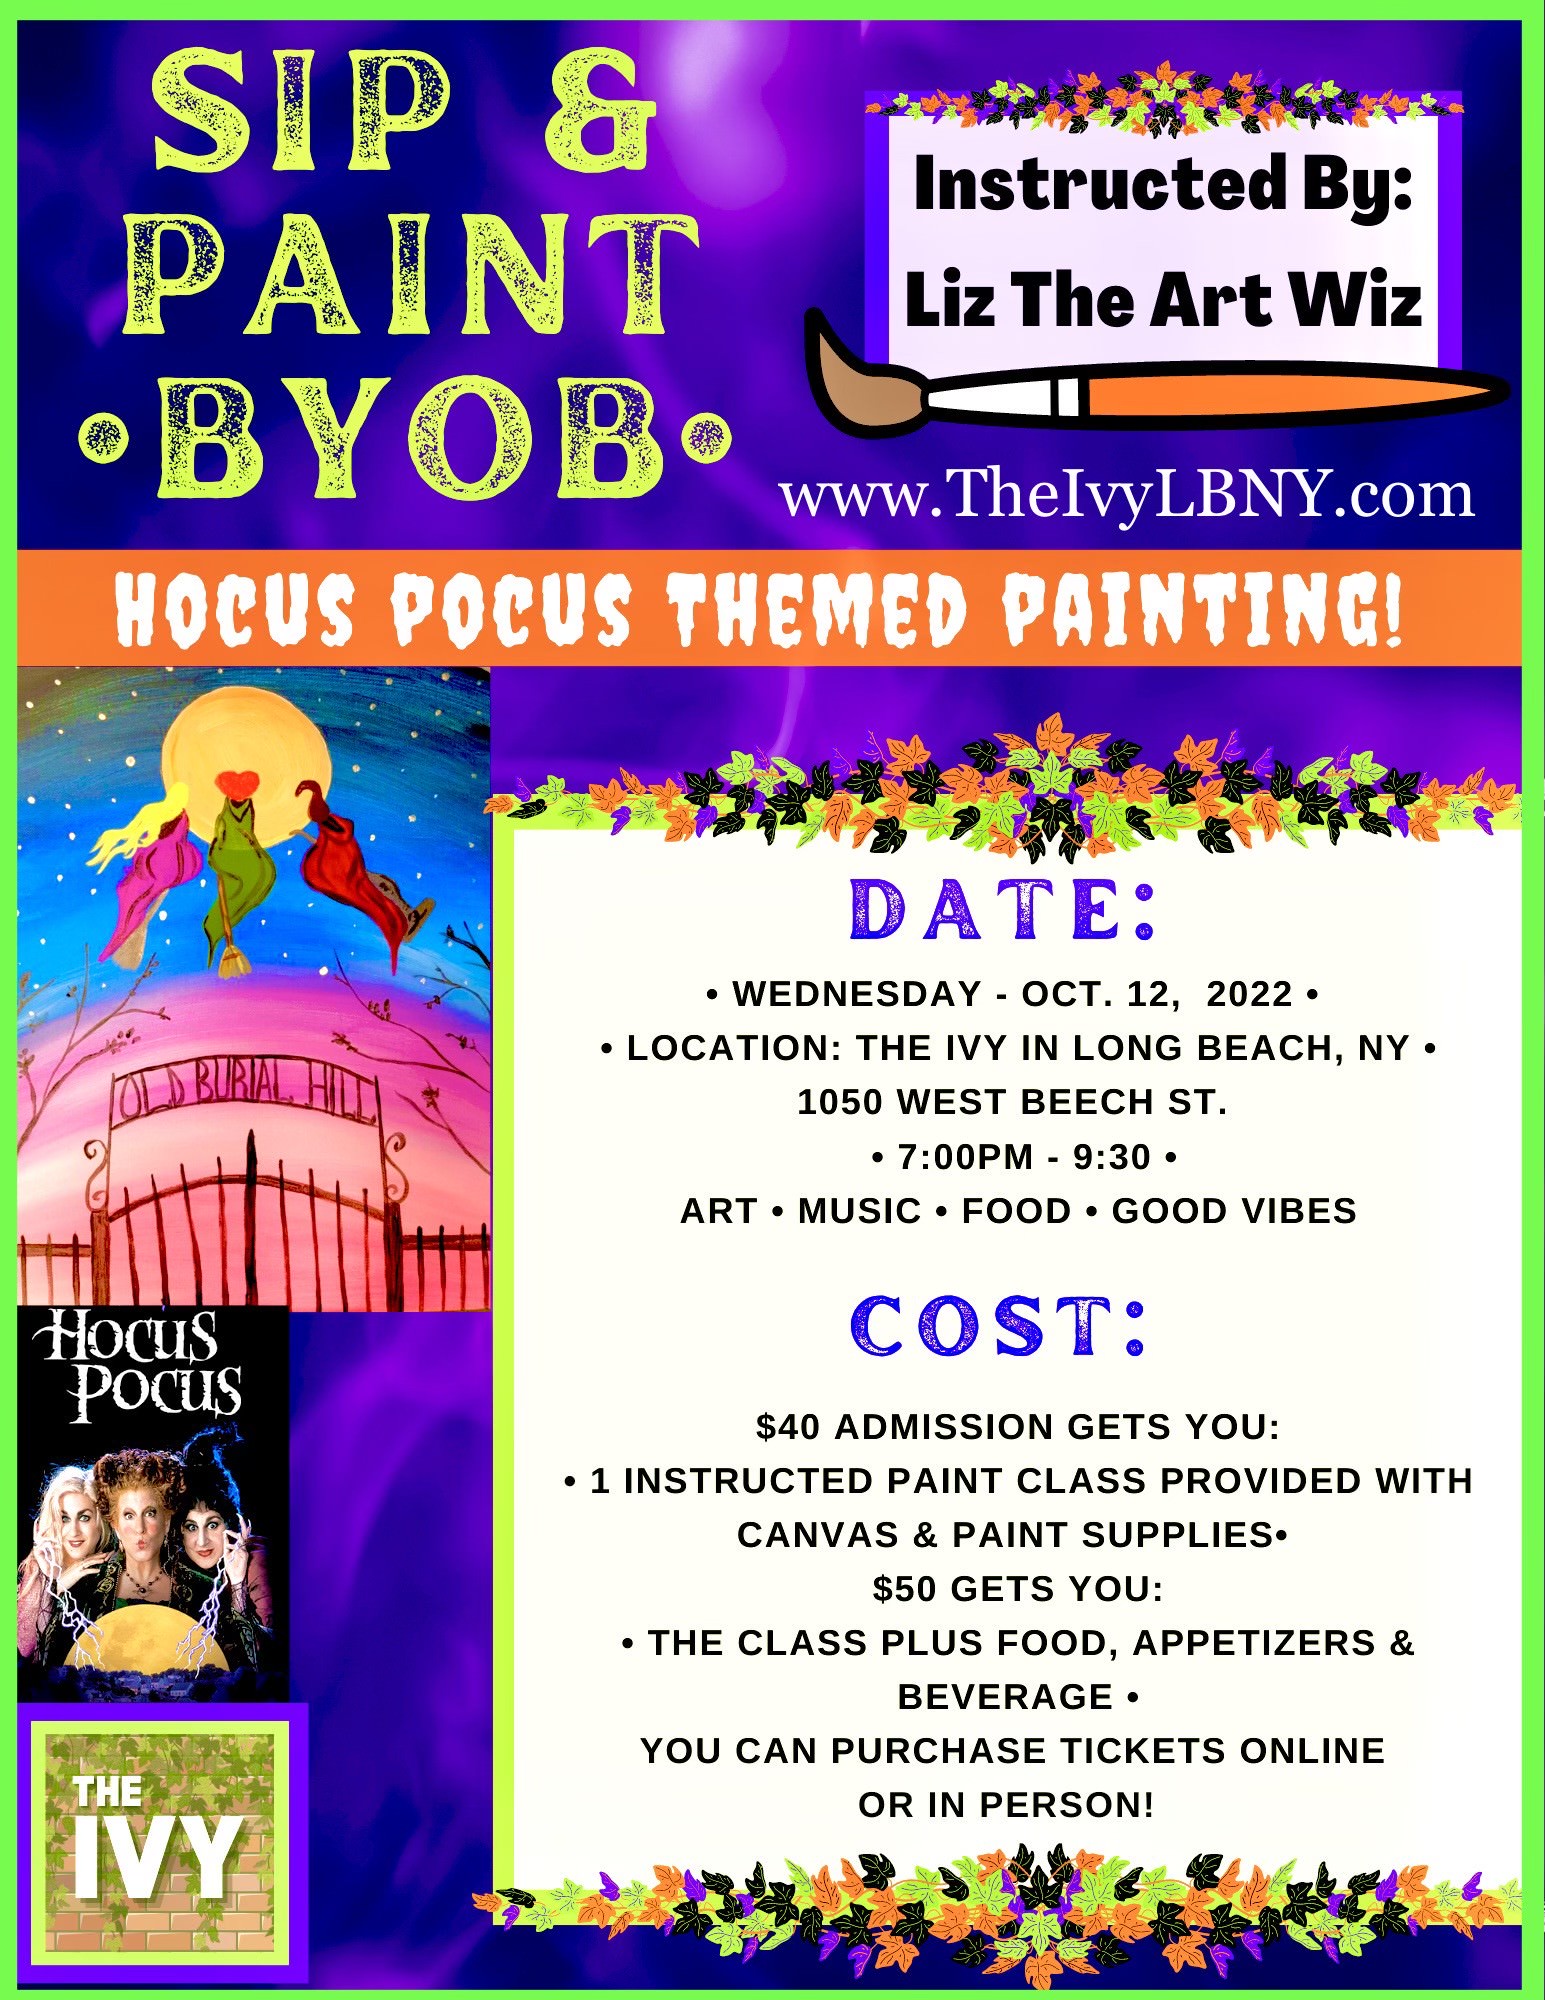 SIP &
PAINT
•BYOB•
Instructed By:
Liz The Art Wiz
www.TheIvyLBNY.com
HOCUS POCUS THEMED PAINTING!
OLD BURIAL HILL
DATE:
• WEDNESDAY - OCT. 12, 2022 •
• LOCATION: THE IVY IN LONG BEACH, NY •
1050 WEST BEECH ST.
• 7:00PM - 9:30 •
ART • MUSIC • FOOD • GOOD VIBES
COST:
$40 ADMISSION GETS YOU:
• 1 INSTRUCTED PAINT CLASS PROVIDED WITH
CANVAS & PAINT SUPPLIES•
$50 GETS YOU:
• THE CLASS PLUS FOOD, APPETIZERS &
BEVERAGE •
YOU CAN PURCHASE TICKETS ONLINE
OR IN PERSON!
HOCUS
POCUS
THE
IVY